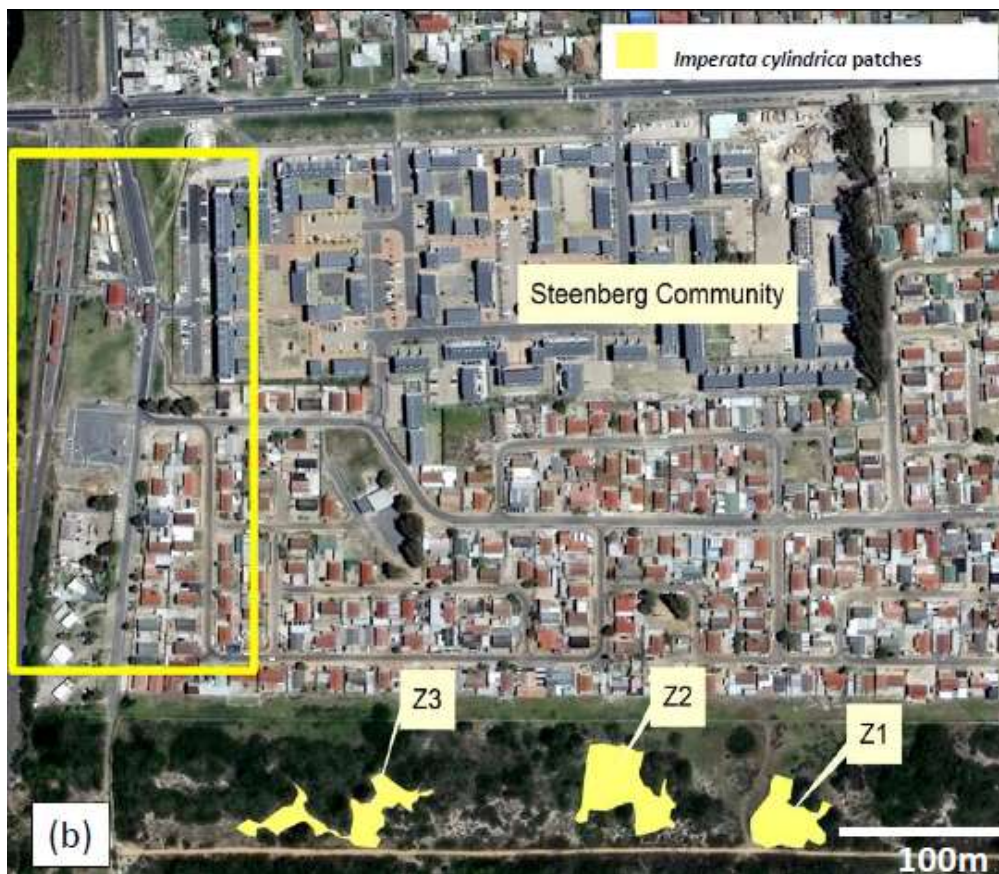 Imperata cylindrica patches
Steenberg Community
Z3
Z2
Z1
(b)
100m